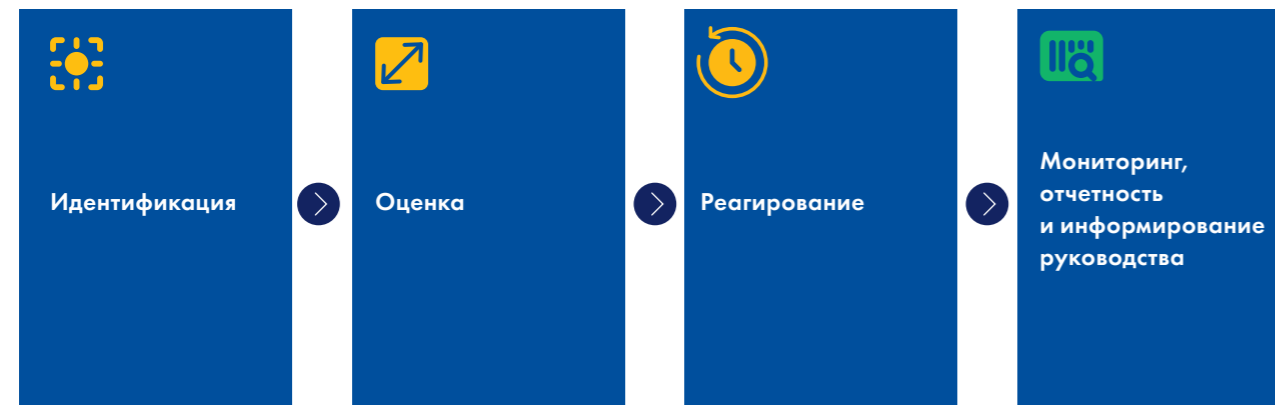 Идентификация
Оценка
Реагирование
Мониторинг,
отчетность
и информирование
руководства